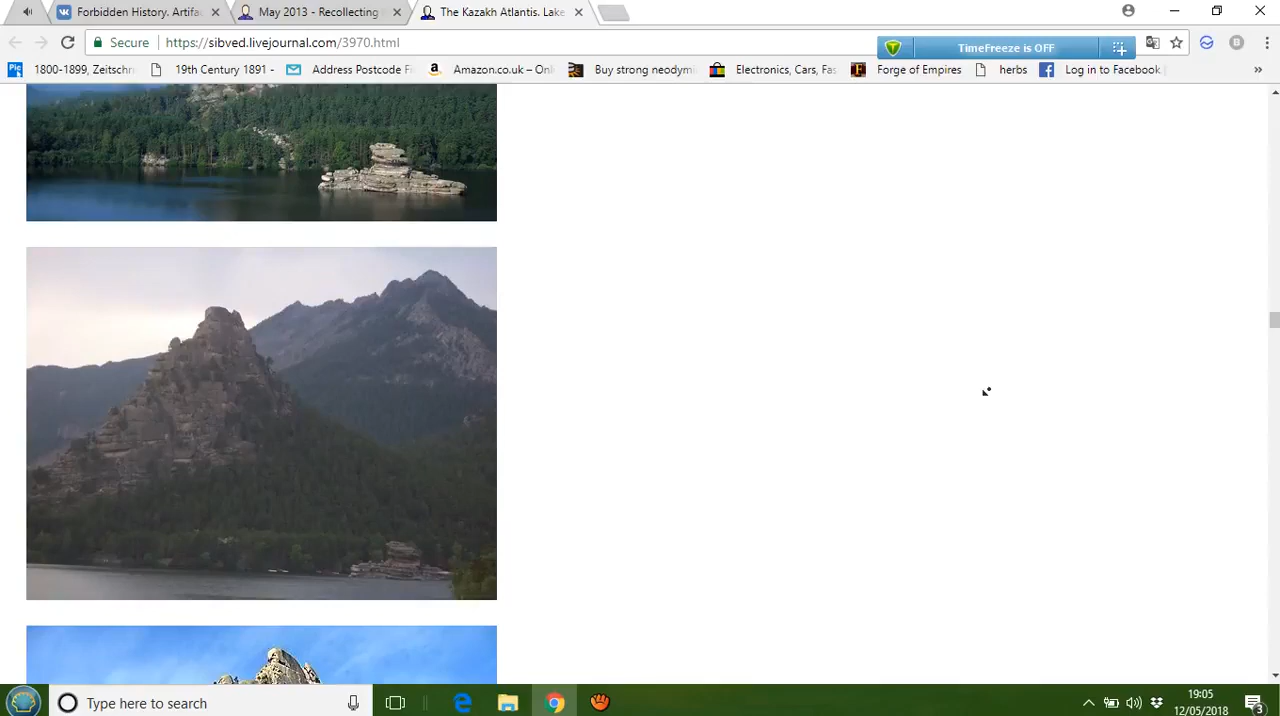 Forbidden History. Artifac
May 2013 - Recollecting
The Kazakh Atlantis. Lake
Secure
https://sibved.livejournal.com/3970.html
TimeFreeze is OFF
1800-1899, Zeitschr
19th Century 1891 -
Address Postcode F
Amazon.co.uk – Onl
Buy strong neodym
Electronics, Cars, Fas
Forge of Empires
herbs
Log in to Facebook
Type here to search
19:05
12/05/2018